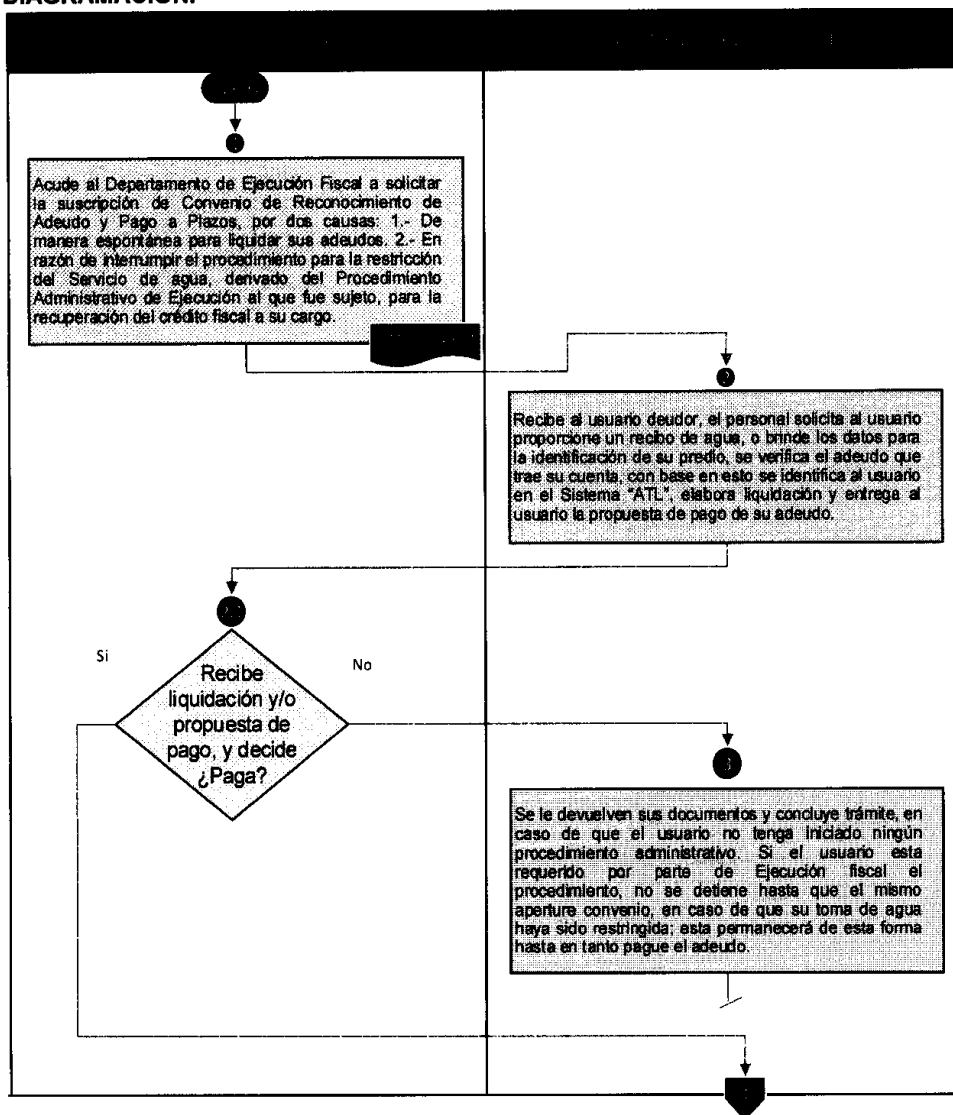 DIAGRAMACIÓN:
Acude al Departamento de Ejecución Fiscal a solicitar
la suscripción de Convenio de Reconocimiento de
Adeudo y Pago a Plazos, por dos causas: 1.- De
manera espontánea para liquidar sus adeudos. 2.- En
razón de interrumpir el procedimiento para la restricción
del Servicio de agua, derivado del Procedimiento
Administrativo de Ejecución al que fue sujeto, para la
recuperación del crédito fiscal a su cargo.
2
Recibe al usuario deudor, el personal solicita al usuario
proporcione un recibo de agua, o brinde los datos para
la identificación de su predio, se verifica el adeudo que
trae su cuenta, con base en esto se identifica al usuario
en el Sistema "ATL", elabora liquidación y entrega al
usuario la propuesta de pago de su adeudo.
Si
No
Recibe
liquidación y/o
propuesta de
pago, y decide
¿Paga?
3
Se le devuelven sus documentos y concluye trámite, en
caso de que el usuario no tenga iniciado ningún
procedimiento administrativo. Si el usuario esta
requerido por parte de Ejecución fiscal el
procedimiento, no se detiene hasta que el mismo
aperture convenio, en caso de que su toma de agua
haya sido restringida; esta permanecerá de esta forma
hasta en tanto pague el adeudo.